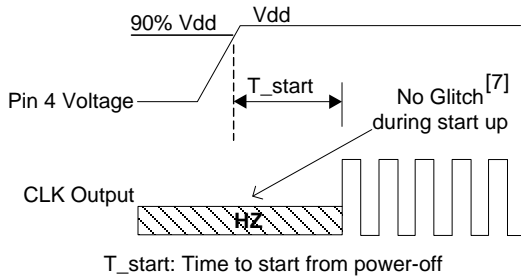 90% Vdd
Vdd
T_start
Pin 4 Voltage
No Glitch[7]
during start up
CLK Output
HZ
T_start: Time to start from power-off